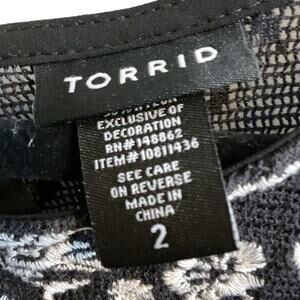 TORRID
EXCLUSIVE OF
DECORATION
RN#148862
ITEM#10811436
SEE CARE
ON REVERSE
MADE IN
CHINA
2